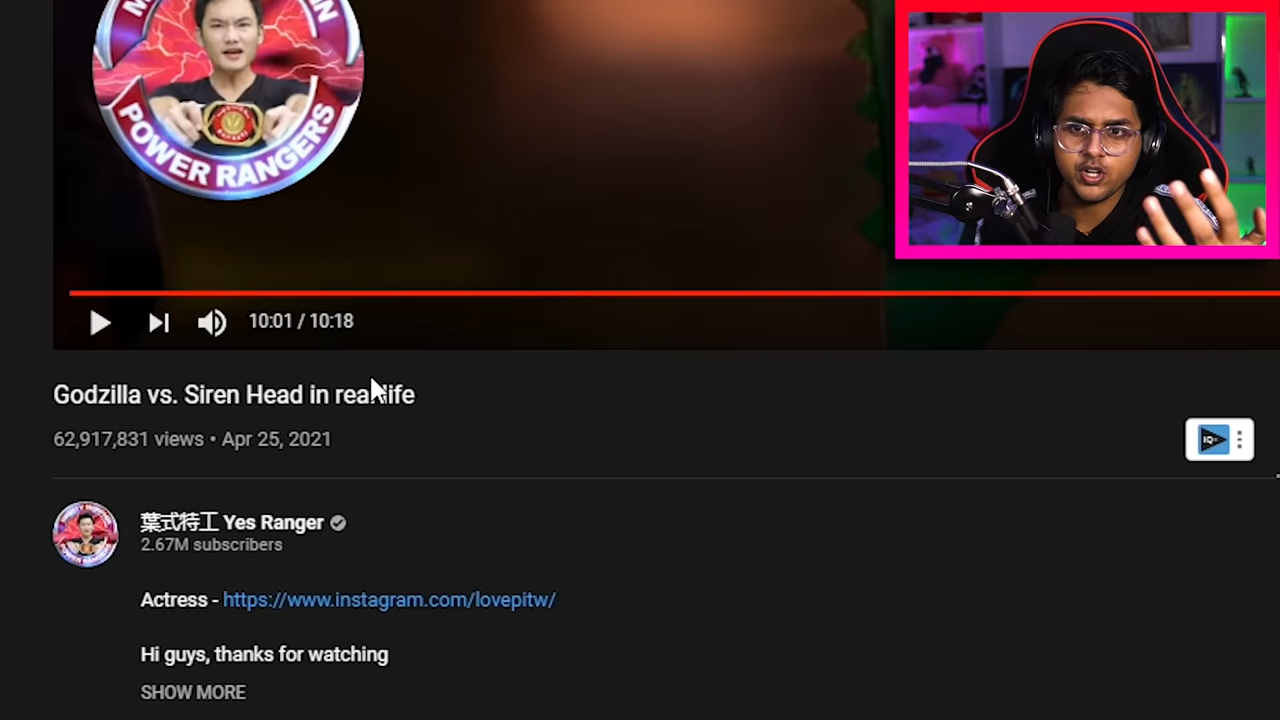 POWER RANGERS
10:01 / 10:18
Godzilla vs. Siren Head in real life
62,917,831 views • Apr 25, 2021
IQ
葉式特工 Yes Ranger
2.67M subscribers
Actress - https://www.instagram.com/lovepitw/
Hi guys, thanks for watching
SHOW MORE